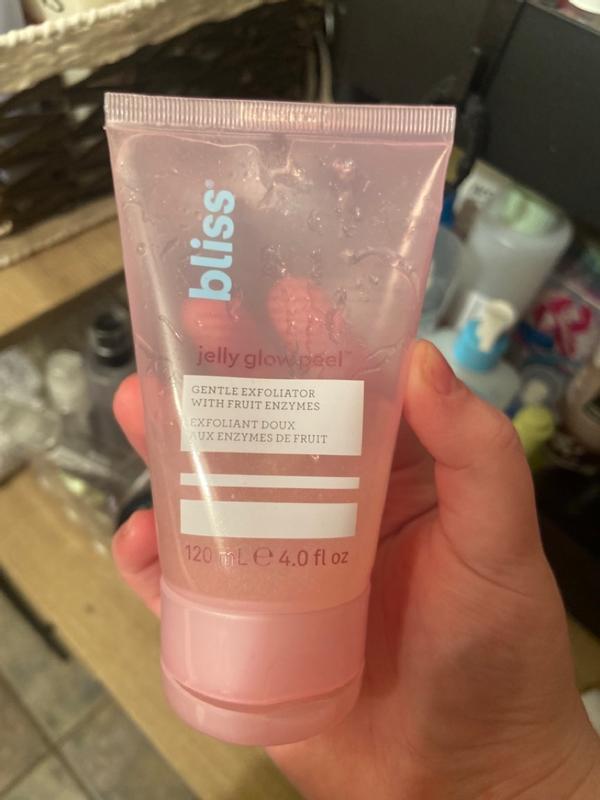 bliss®
jelly glow peel™
GENTLE EXFOLIATOR
WITH FRUIT ENZYMES
EXFOLIANT DOUX
AUX ENZYMES DE FRUIT
120 mL ℮ 4.0 fl oz